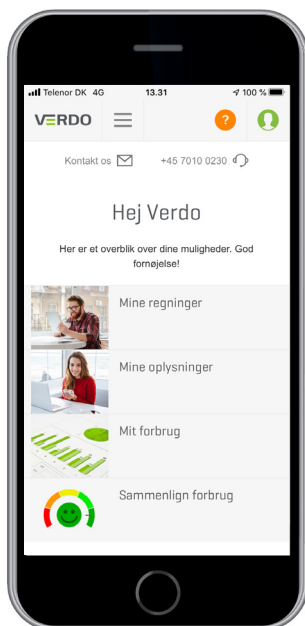 Telenor DK 4G 13.31 100 %
VERDO ?
Kontakt os +45 7010 0230
Hej Verdo
Her er et overblik over dine muligheder. God
fornøjelse!
Mine regninger
Mine oplysninger
Mit forbrug
Sammenlign forbrug